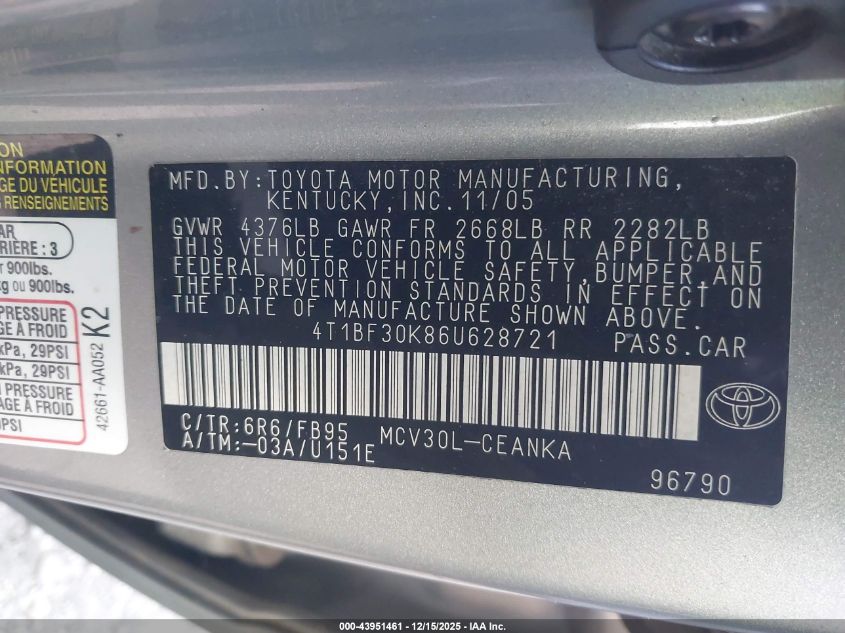 ON
NFORMATION
GE DU VÉHICULE
RENSEIGNEMENTS
AR
RIÈRE : 3
r 900lbs.
kg ou 900lbs.
PRESSURE
AGE À FROID
kPa, 29PSI
kPa, 29PSI
PRESSURE
AGE À FROID
PSI
42661-AA052 K2
MFD.BY:TOYOTA MOTOR MANUFACTURING,
KENTUCKY,INC.11/05
GVWR 4376LB GAWR FR 2668LB RR 2282LB
THIS VEHICLE CONFORMS TO ALL APPLICABLE
FEDERAL MOTOR VEHICLE SAFETY,BUMPER,AND
THEFT PREVENTION STANDARDS IN EFFECT ON
THE DATE OF MANUFACTURE SHOWN ABOVE.
4T1BF30K86U628721 PASS.CAR
C/TR:6R6/FB95 MCV30L-CEANKA
A/TM:-03A/U151E
96790
000-43951461 - 12/15/2025 - IAA Inc.